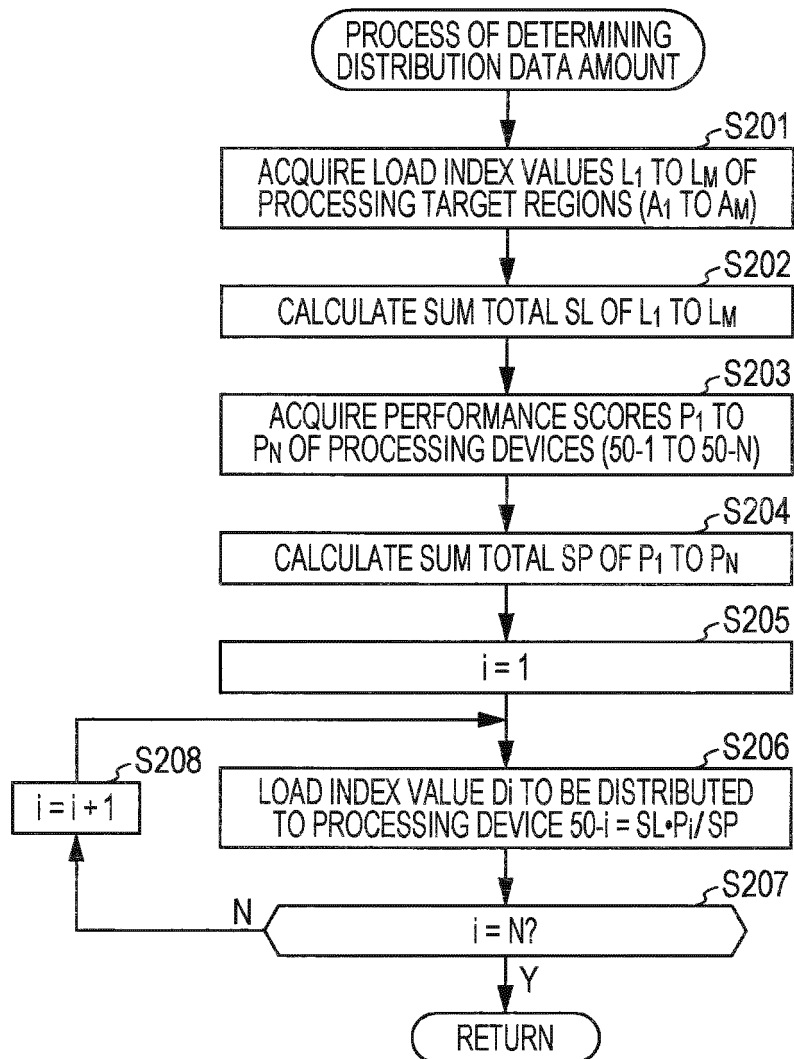 PROCESS OF DETERMINING
DISTRIBUTION DATA AMOUNT
S201
ACQUIRE LOAD INDEX VALUES L1 TO LM OF
PROCESSING TARGET REGIONS (A1 TO AM)
S202
CALCULATE SUM TOTAL SL OF L1 TO LM
S203
ACQUIRE PERFORMANCE SCORES P1 TO
PN OF PROCESSING DEVICES (50-1 TO 50-N)
S204
CALCULATE SUM TOTAL SP OF P1 TO PN
S205
i = 1
S206
LOAD INDEX VALUE Di TO BE DISTRIBUTED
TO PROCESSING DEVICE 50-i = SL•Pi/SP
S208
i = i + 1
S207
i = N?
N
Y
RETURN